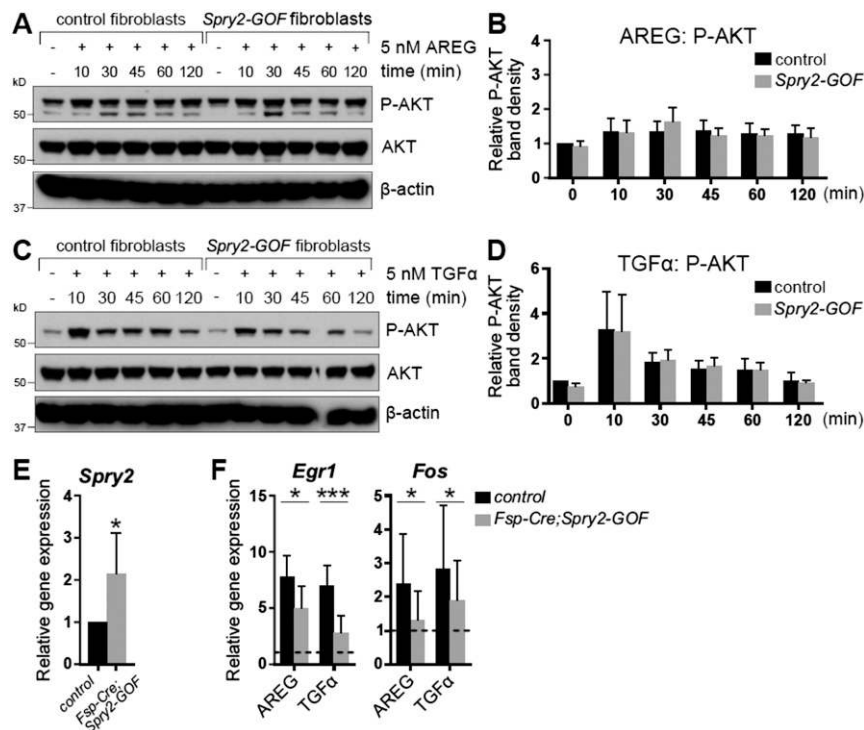 A
control fibroblasts Spry2-GOF fibroblasts
- + + + + + - + + + + + 5 nM AREG
10 30 45 60 120 10 30 45 60 120 time (min)
kD
50
P-AKT
50
AKT
37
β-actin
B
AREG: P-AKT
control
Spry2-GOF
Relative P-AKT
band density
4
3
2
1
0
0 10 30 45 60 120 (min)
C
control fibroblasts Spry2-GOF fibroblasts
- + + + + + - + + + + + 5 nM TGFα
10 30 45 60 120 10 30 45 60 120 time (min)
kD
50
P-AKT
50
AKT
37
β-actin
D
TGFα: P-AKT
control
Spry2-GOF
Relative P-AKT
band density
6
4
2
0
0 10 30 45 60 120 (min)
E
Spry2
Relative gene expression
4
3
2
1
0
*
control
Fsp-Cre;
Spry2-GOF
F
Egr1
Relative gene expression
15
10
5
0
* ***
AREG TGFα
Fos
5
4
3
2
1
0
* *
AREG TGFα
control
Fsp-Cre;Spry2-GOF